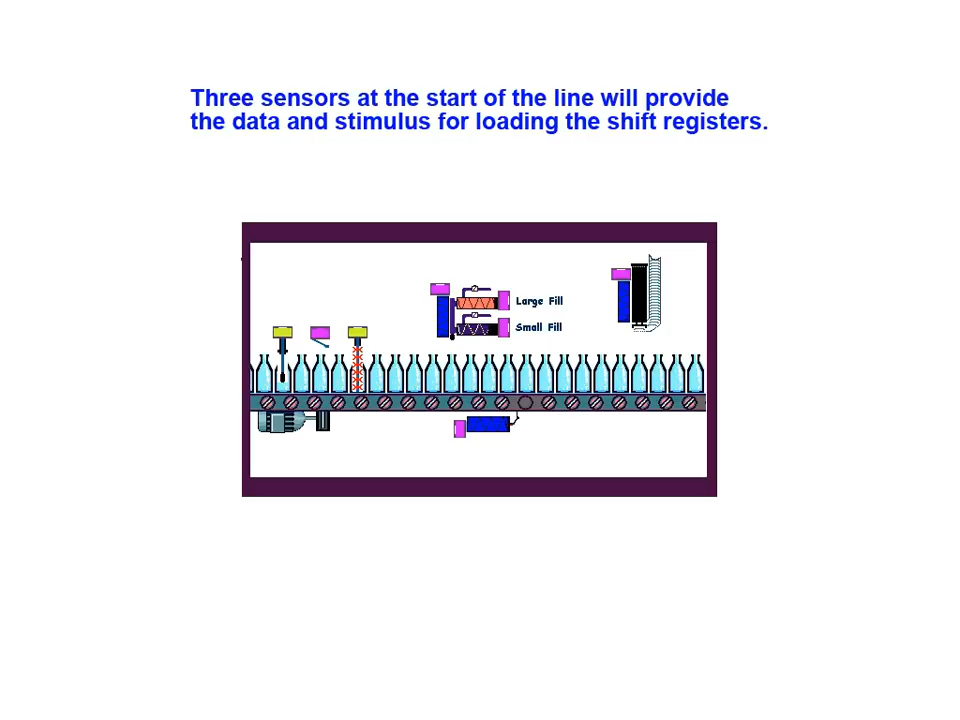 Three sensors at the start of the line will provide
the data and stimulus for loading the shift registers.
Large Fill
Small Fill